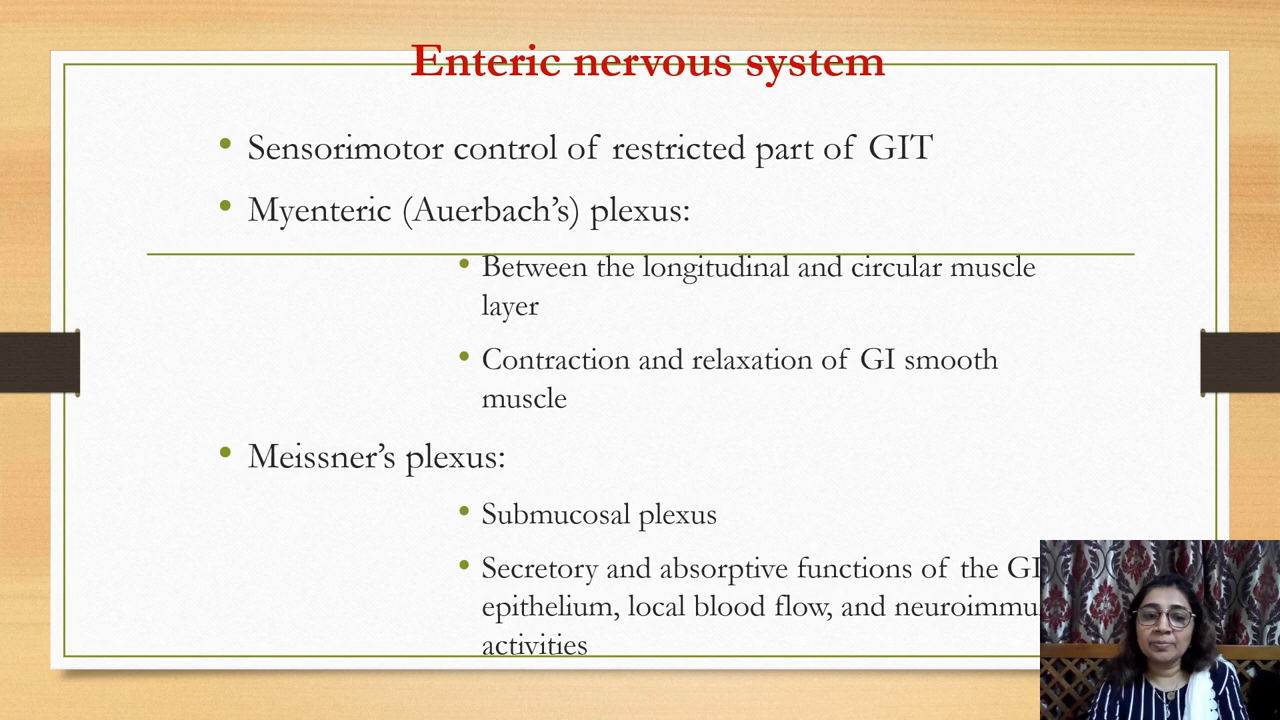 Enteric nervous system
• Sensorimotor control of restricted part of GIT
• Myenteric (Auerbach’s) plexus:
• Between the longitudinal and circular muscle
layer
• Contraction and relaxation of GI smooth
muscle
• Meissner’s plexus:
• Submucosal plexus
• Secretory and absorptive functions of the GI
epithelium, local blood flow, and
activities